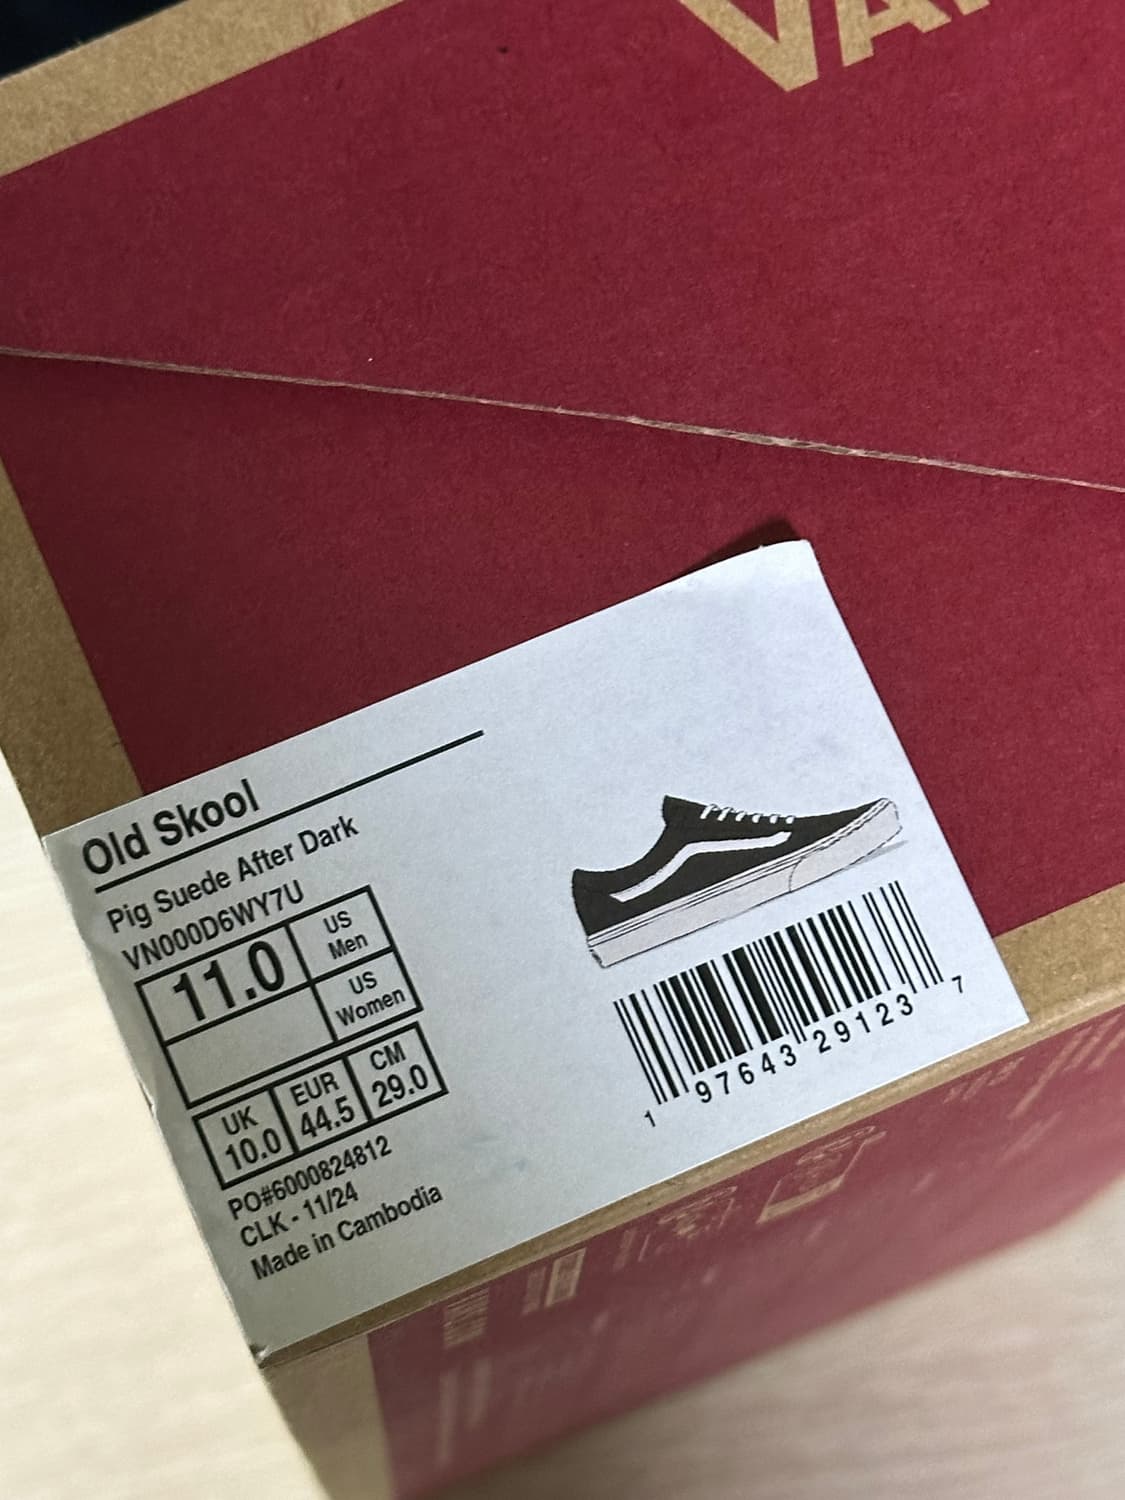 VAN
Old Skool
Pig Suede After Dark
VN000D6WY7U
11.0 US Men
US Women
UK 10.0 EUR 44.5 CM 29.0
PO#6000824812
CLK - 11/24
Made in Cambodia
1 97643 29123 7